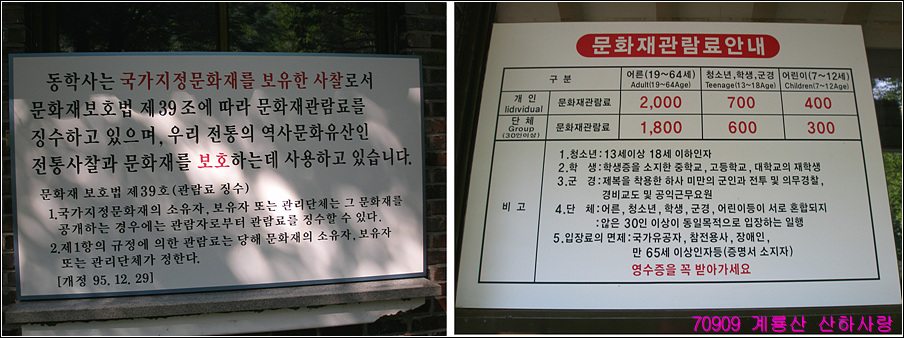 동학사는 국가지정문화재를 보유한 사찰로서
문화재보호법 제39조에 따라 문화재관람료를
징수하고 있으며, 우리 전통의 역사문화유산인
전통사찰과 문화재를 보호하는데 사용하고 있습니다.
문화재 보호법 제39호(관람료 징수)
1.국가지정문화재의 소유자, 보유자 또는 관리단체는 그 문화재를
공개하는 경우에는 관람자로부터 관람료를 징수할 수 있다.
2.제1항의 규정에 의한 관람료는 당해 문화재의 소유자, 보유자
또는 관리단체가 정한다.
[개정 95. 12. 29]
문화재관람료안내
구 분 어른(19~64세) 청소년,학생,군경 어린이(7~12세)
Adult(19~64Age) Teenage(13~18Age) Children(7~12Age)
개 인 문화재관람료 2,000 700 400
Iidividual
단 체 문화재관람료 1,800 600 300
Group
(30인이상)
비 고
1.청소년:13세이상 18세 이하인자
2.학 생:학생증을 소지한 중학교, 고등학교, 대학교의 재학생
3.군 경:제복을 착용한 하사 미만의 군인과 전투 및 의무경찰,
경비교도 및 공익근무요원
4.단 체:어른, 청소년, 학생, 군경, 어린이등이 서로 혼합되지
:않은 30인 이상이 동일목적으로 입장하는 일행
5.입장료의 면제:국가유공자, 참전용사, 장애인,
만 65세 이상인자등(증명서 소지자)
영수증을 꼭 받아가세요
70909 계룡산 산하사랑